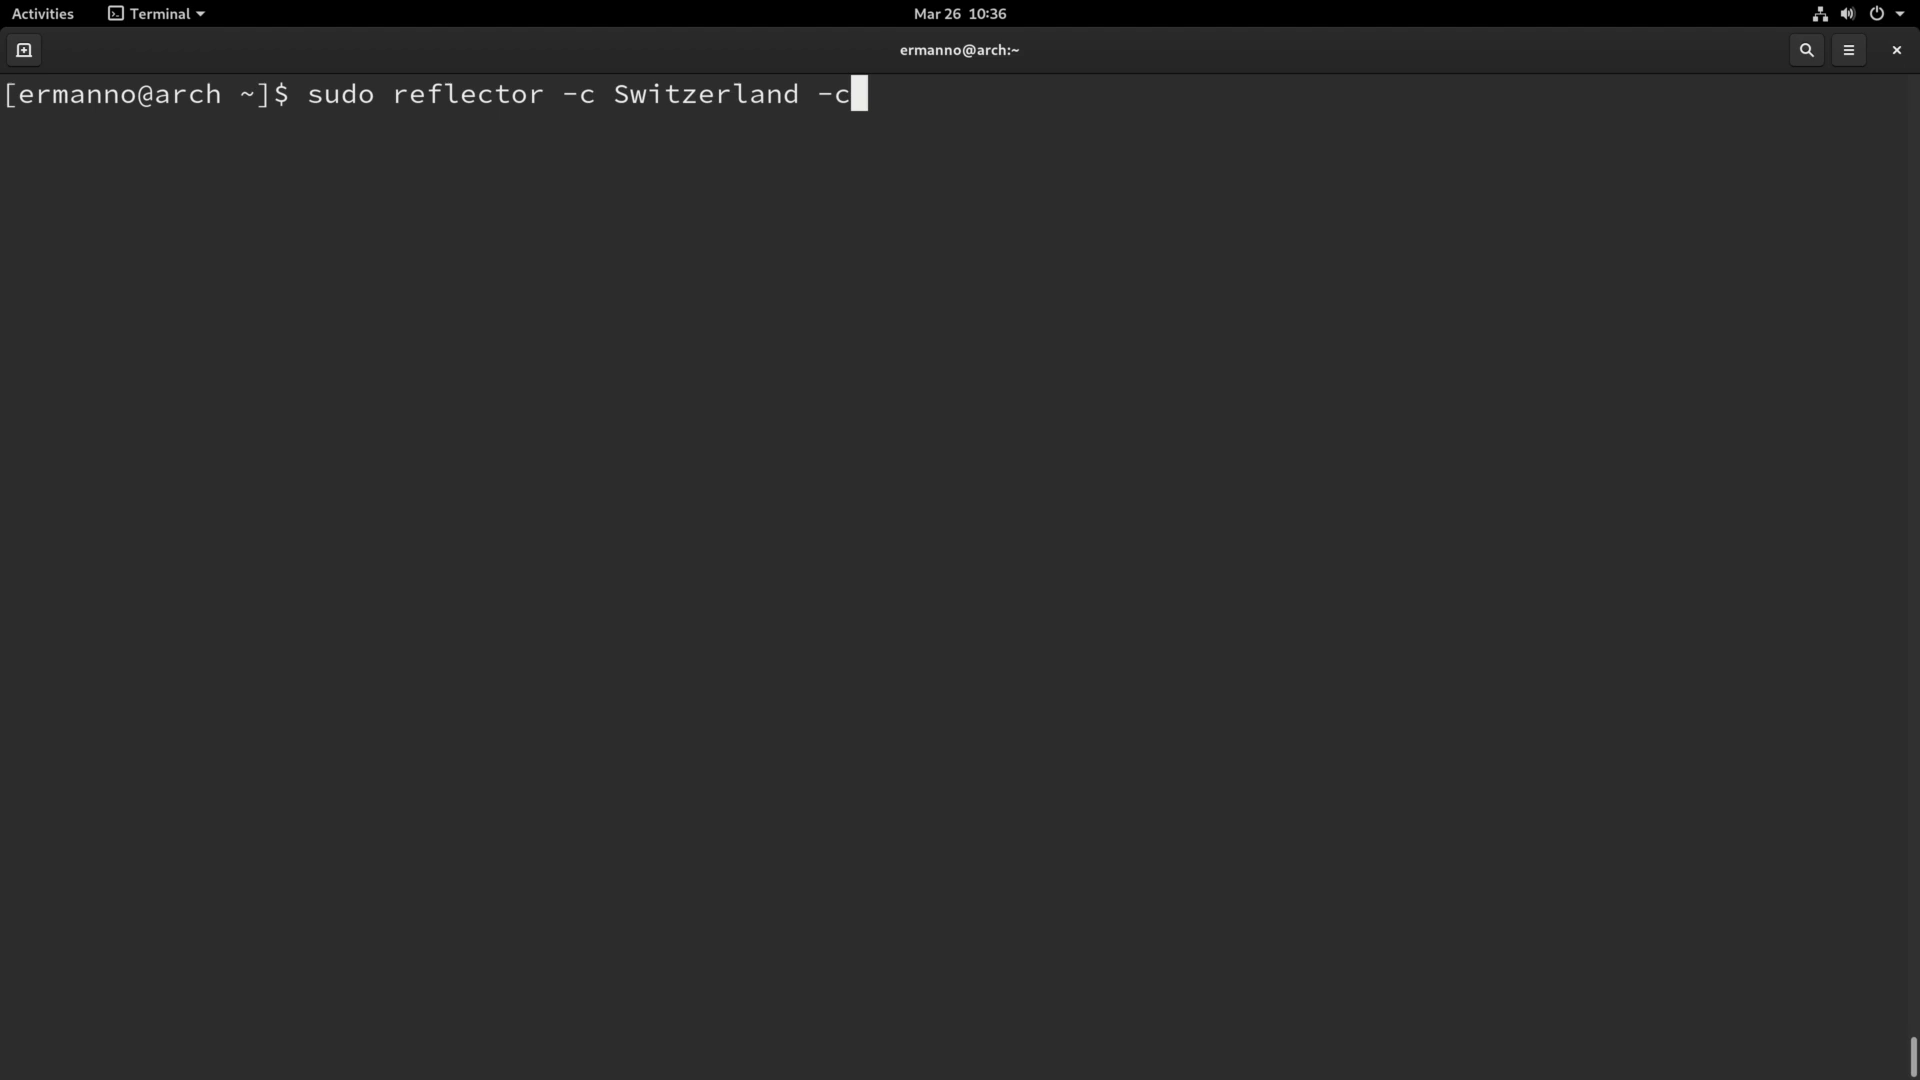 Activities Terminal Mar 26 10:36
ermanno@arch:~
[ermanno@arch ~]$ sudo reflector -c Switzerland -c